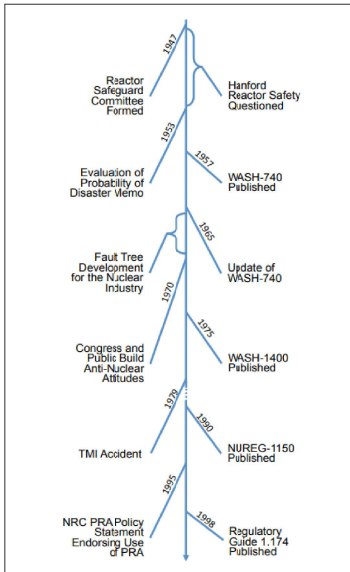 1947
Reactor
Safeguard
Committee
Formed
Hanford
Reactor Safety
Questioned
1953
Evaluation of
Probability of
Disaster Memo
1957
WASH-740
Published
1965
Update of
WASH-740
Fault Tree
Development
for the Nuclear
Industry
1970
Congress and
Public Build
Anti-Nuclear
Attitudes
1975
WASH-1400
Published
1979
TMI Accident
1990
NUREG-1150
Published
1995
NRC PRA Policy
Statement
Endorsing Use
of PRA
1998
Regulatory
Guide 1.174
Published